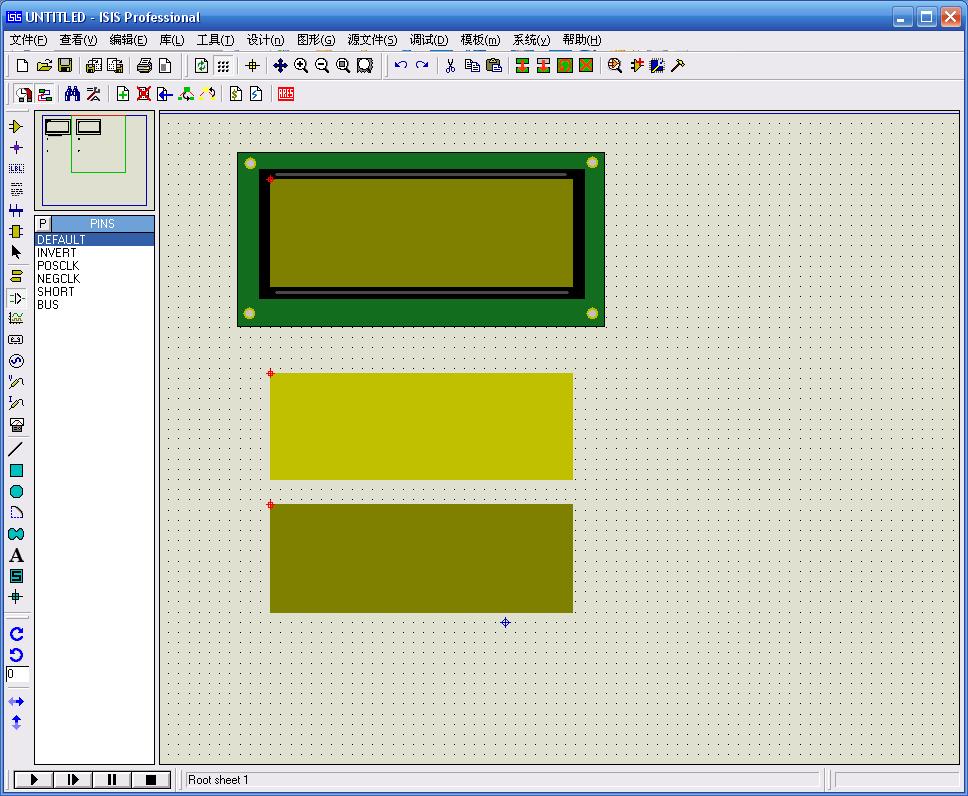 UNTITLED - ISIS Professional
文件(F) 查看(V) 编辑(E) 库(L) 工具(T) 设计(n) 图形(G) 源文件(S) 调试(D) 模板(m) 系统(y) 帮助(H)
ARES
LBL
P PINS
DEFAULT
INVERT
POSCLK
NEGCLK
SHORT
BUS
A
S
0
Root sheet 1